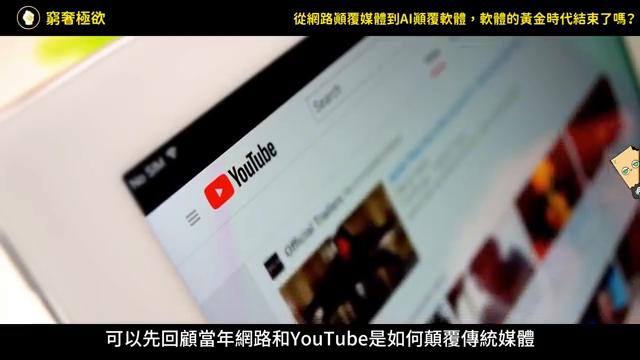 窮奢極欲
從網路顛覆媒體到AI顛覆軟體，軟體的黃金時代結束了嗎？
No SIM
Search
YouTube
Official Trailers
可以先回顧當年網路和YouTube是如何顛覆傳統媒體